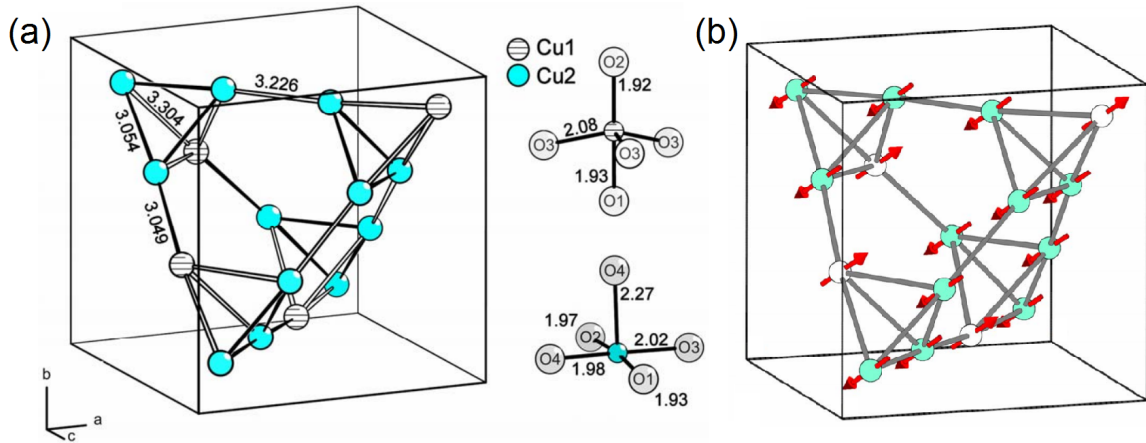 (a)
3.226
3.304
3.054
3.049
b
a
c
Cu1
Cu2
O2
1.92
O3
2.08
O3
O3
1.93
O1
O4
2.27
1.97
O2
2.02
O3
O4
1.98
O1
1.93
(b)